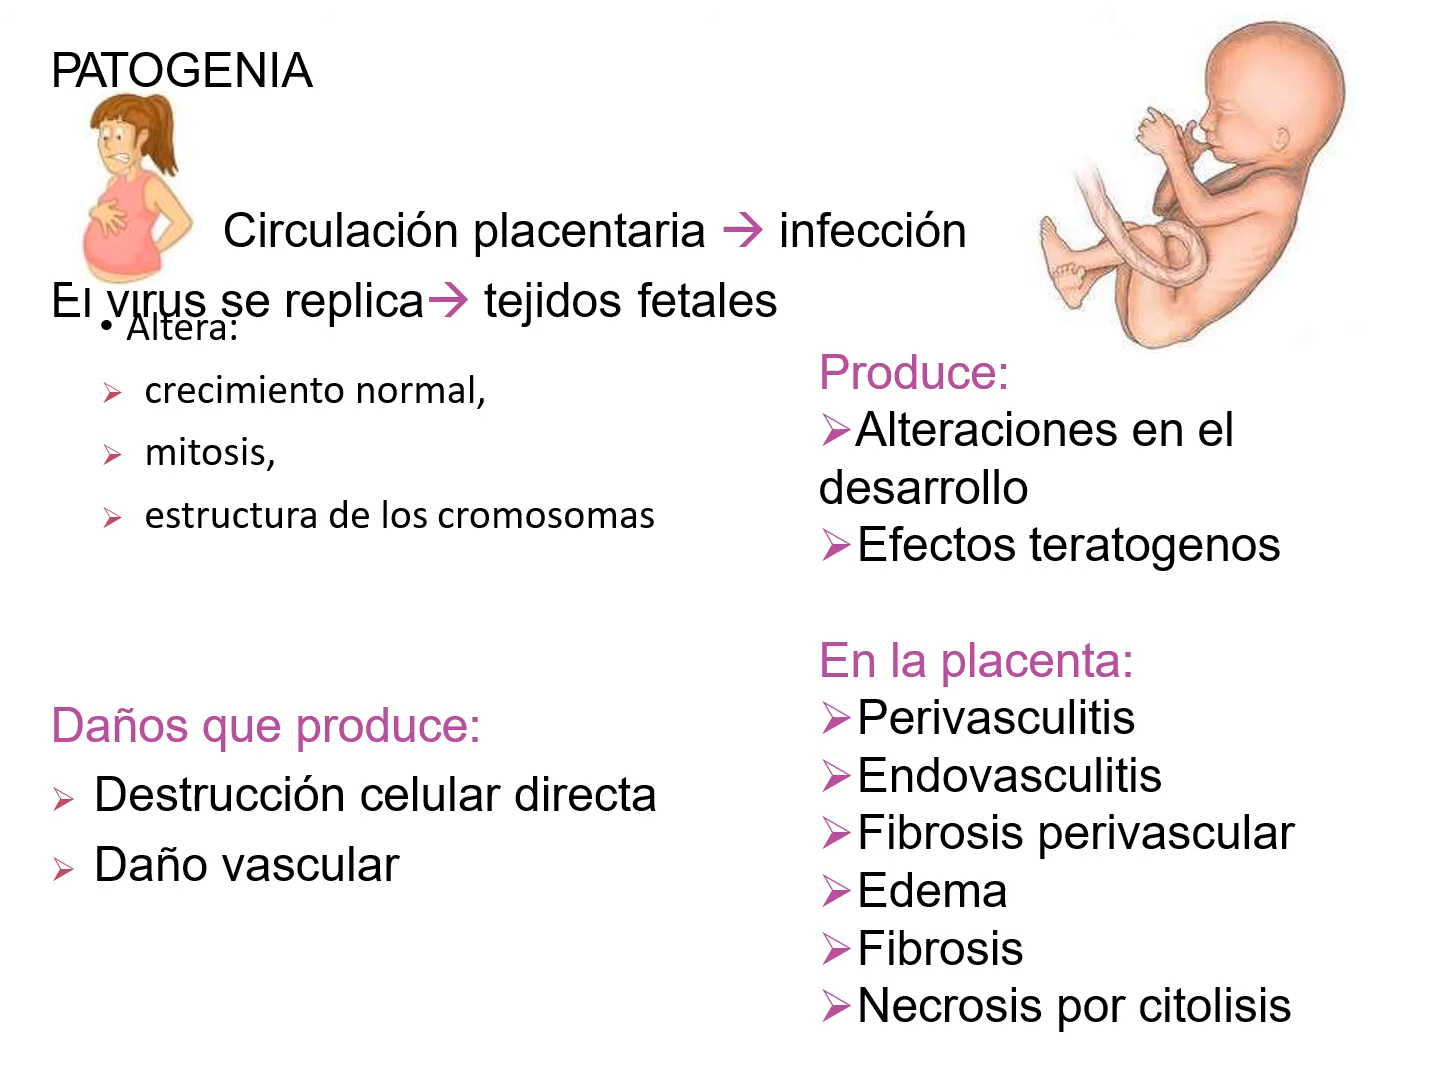 PATOGENIA
Circulación placentaria → infección
El virus se replica→ tejidos fetales
• Altera:
➢ crecimiento normal,
➢ mitosis,
➢ estructura de los cromosomas
Daños que produce:
➢ Destrucción celular directa
➢ Daño vascular
Produce:
➢Alteraciones en el
desarrollo
➢Efectos teratogenos
En la placenta:
➢Perivasculitis
➢Endovasculitis
➢Fibrosis perivascular
➢Edema
➢Fibrosis
➢Necrosis por citolisis